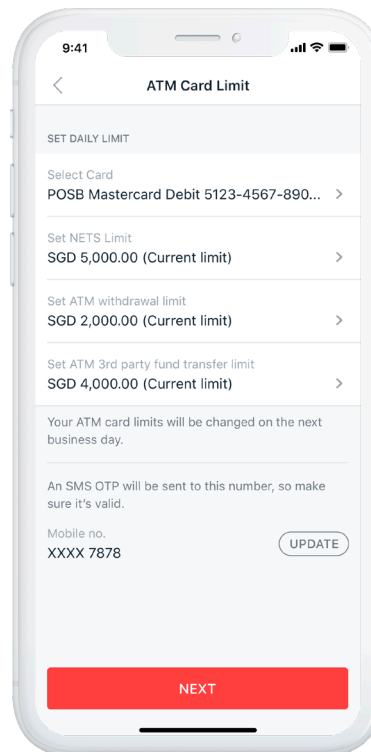 9:41
ATM Card Limit
SET DAILY LIMIT
Select Card
POSB Mastercard Debit 5123-4567-890...
Set NETS Limit
SGD 5,000.00 (Current limit)
Set ATM withdrawal limit
SGD 2,000.00 (Current limit)
Set ATM 3rd party fund transfer limit
SGD 4,000.00 (Current limit)
Your ATM card limits will be changed on the next
business day.
An SMS OTP will be sent to this number, so make
sure it's valid.
Mobile no.
XXXX 7878
UPDATE
NEXT